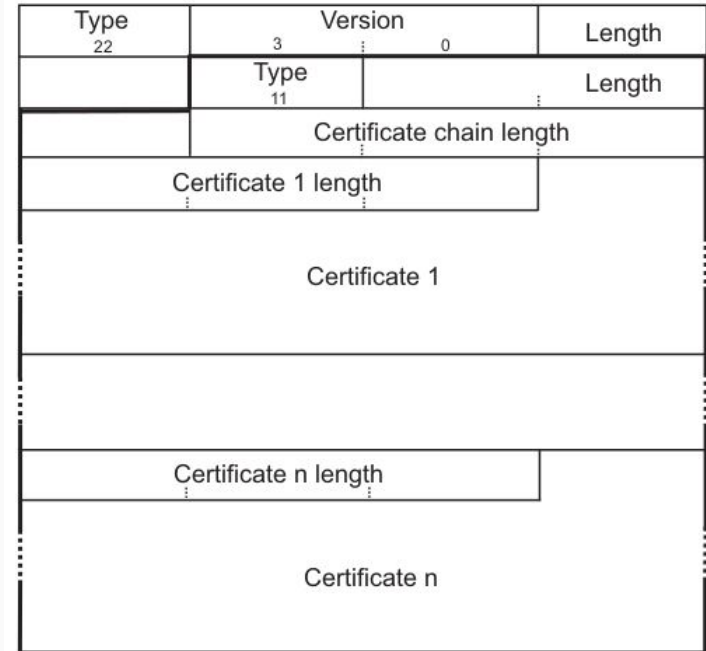 Type Version Length
22 3 0
Type Length
11
Certificate chain length
Certificate 1 length
Certificate 1
Certificate n length
Certificate n